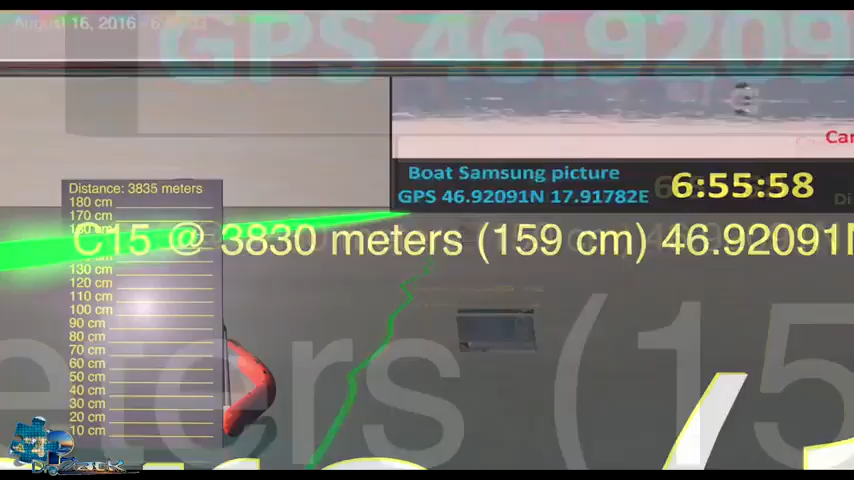 August 16, 2016 - 6:
GPS 46.9209
Boat Samsung picture
GPS 46.92091N 17.91782E
6:55:58
Distance: 3835 meters
180 cm
170 cm
C15 @ 3830 meters (159 cm) 46.92091N
130 cm
120 cm
110 cm
100 cm
90 cm
80 cm
70 cm
60 cm
50 cm
40 cm
30 cm
20 cm
10 cm
eters (15